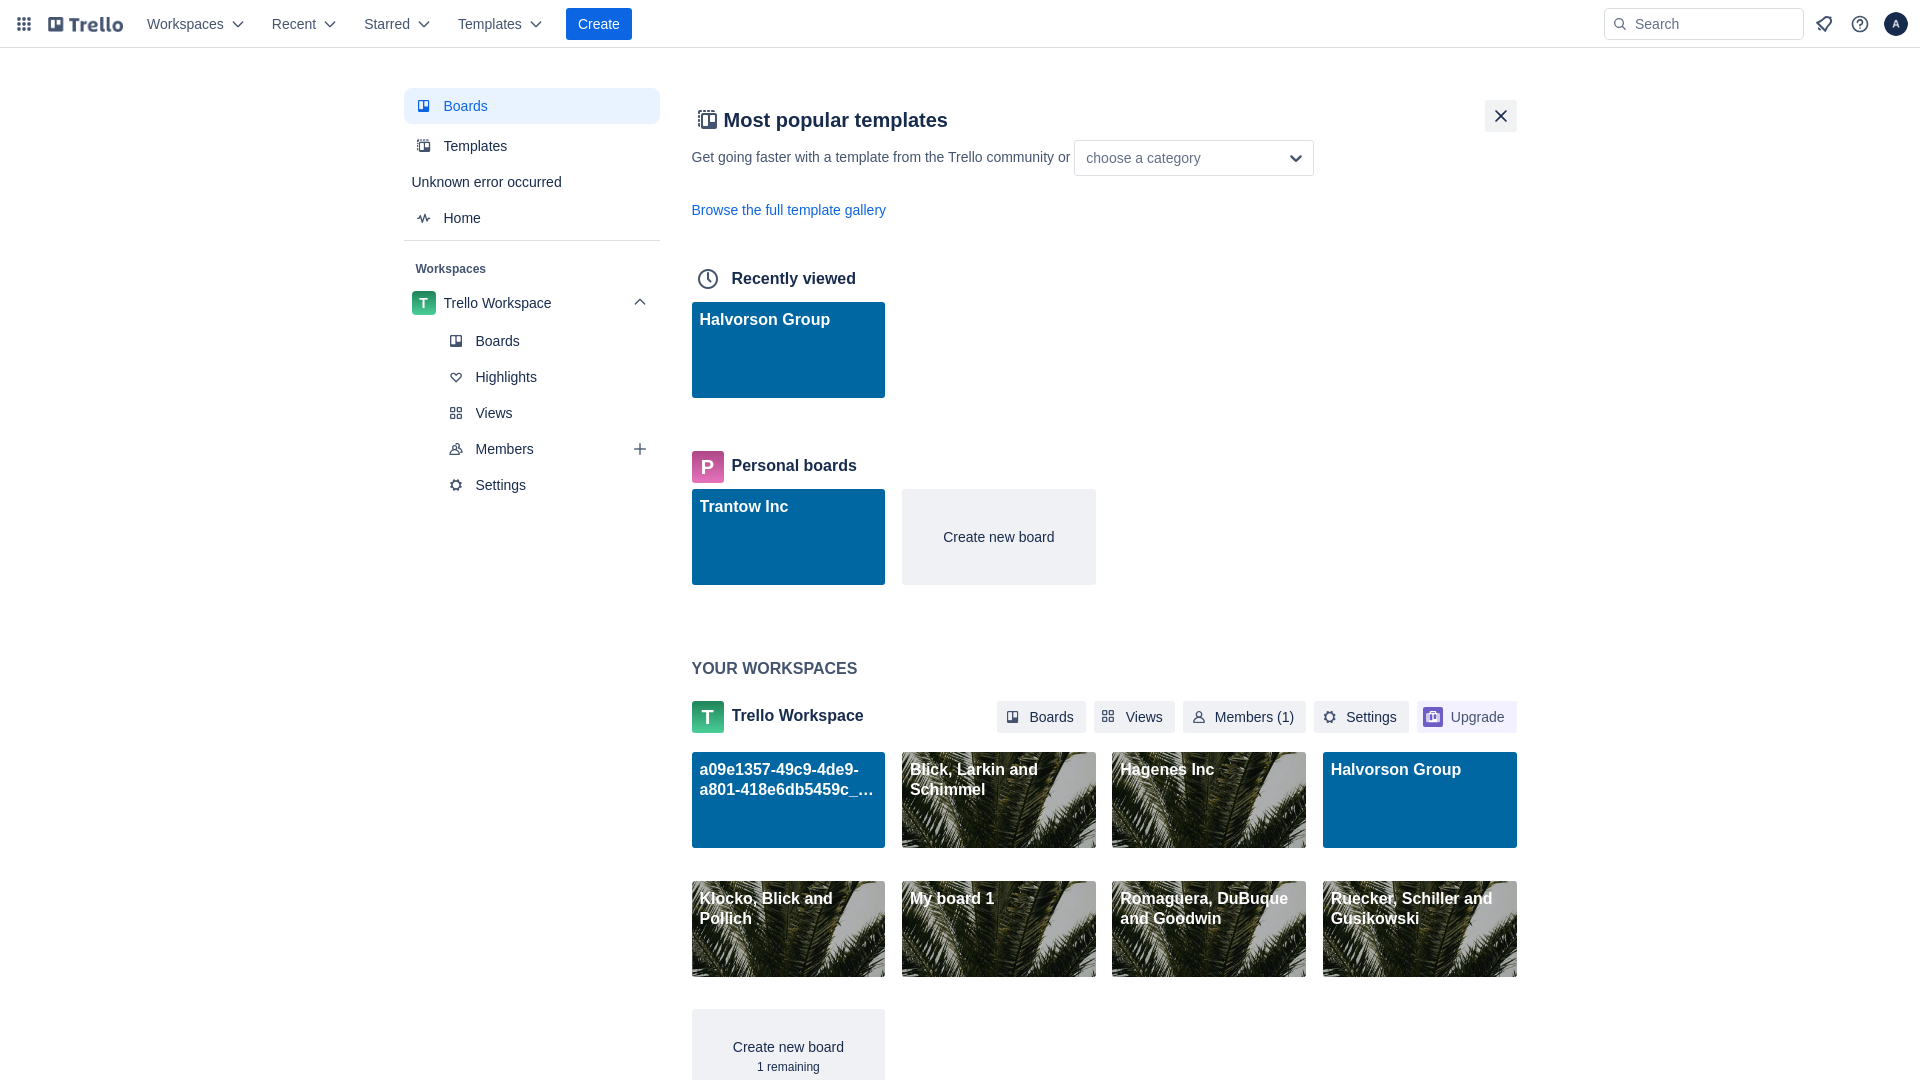 Trello
Workspaces
Recent
Starred
Templates
Create
Search
A
Boards
Templates
Unknown error occurred
Home
Workspaces
T
Trello Workspace
Boards
Highlights
Views
Members
Settings
Most popular templates
Get going faster with a template from the Trello community or
choose a category
Browse the full template gallery
Recently viewed
Halvorson Group
P
Personal boards
Trantow Inc
Create new board
YOUR WORKSPACES
T
Trello Workspace
Boards
Views
Members (1)
Settings
Upgrade
a09e1357-49c9-4de9-
a801-418e6db5459c_...
Blick, Larkin and
Schimmel
Hagenes Inc
Halvorson Group
Klocko, Blick and
Pollich
My board 1
Romaguera, DuBuque
and Goodwin
Ruecker, Schiller and
Gusikowski
Create new board
1 remaining